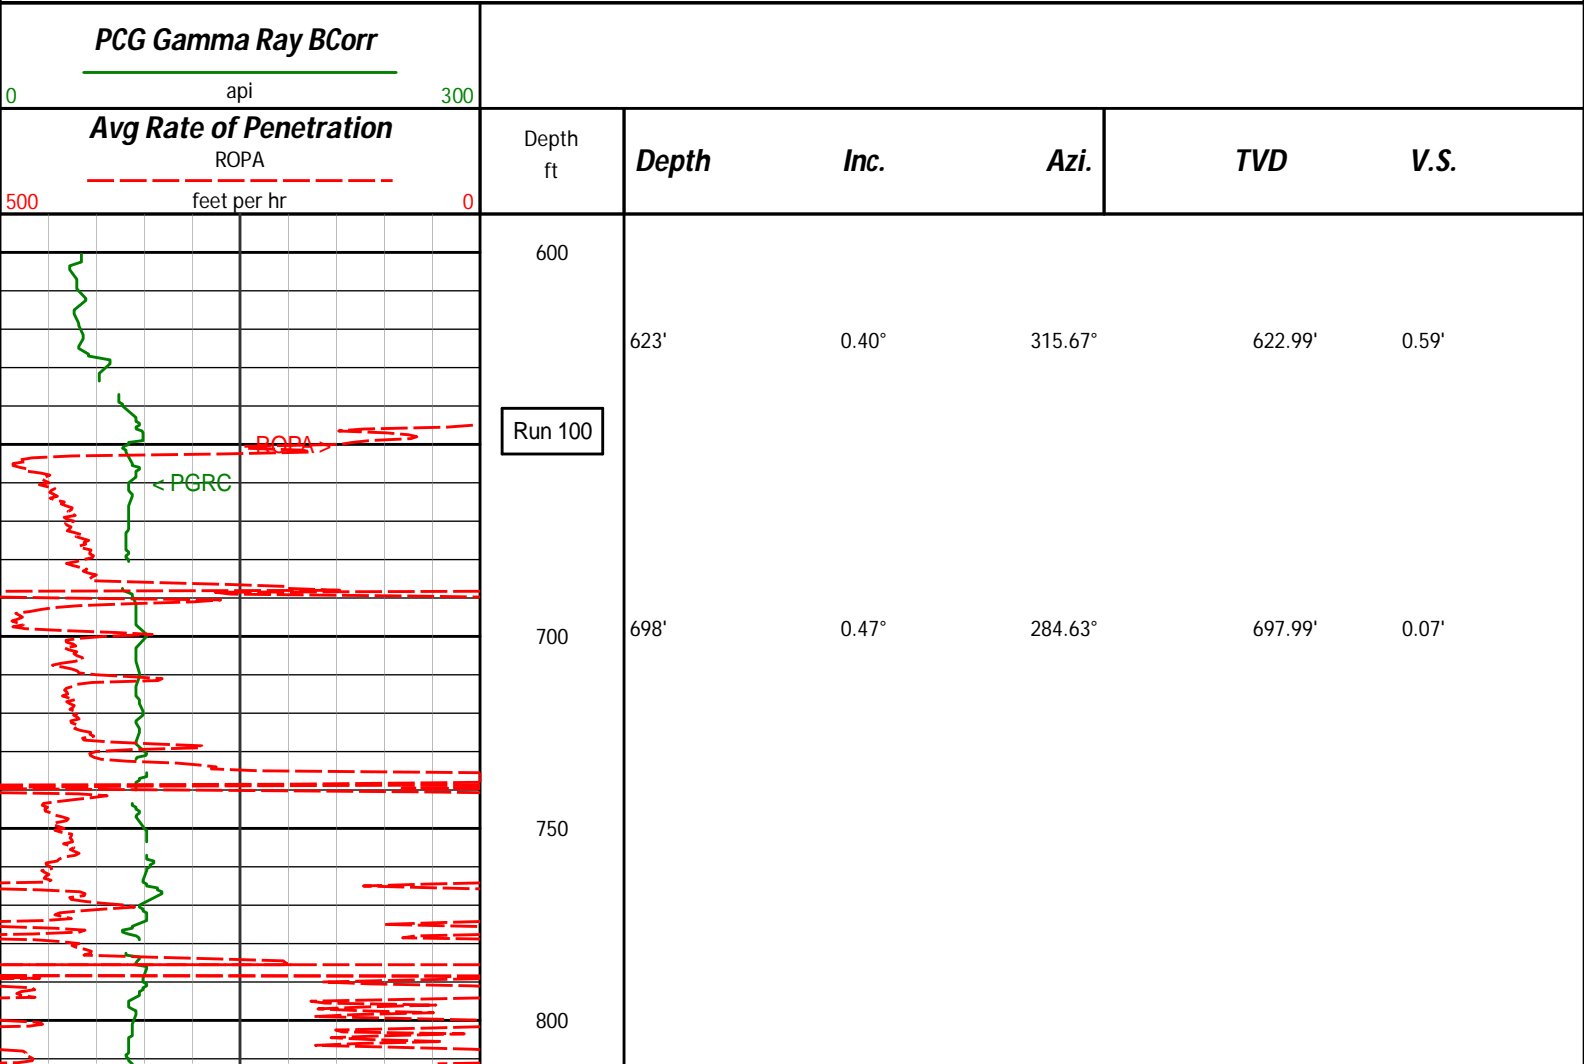 PCG Gamma Ray BCorr
0 api 300
Avg Rate of Penetration
ROPA
500 feet per hr 0
Depth
ft
Depth Inc. Azi. TVD V.S.
600
623' 0.40° 315.67° 622.99' 0.59'
Run 100
ROPA >
< PGRC
700
698' 0.47° 284.63° 697.99' 0.07'
750
800